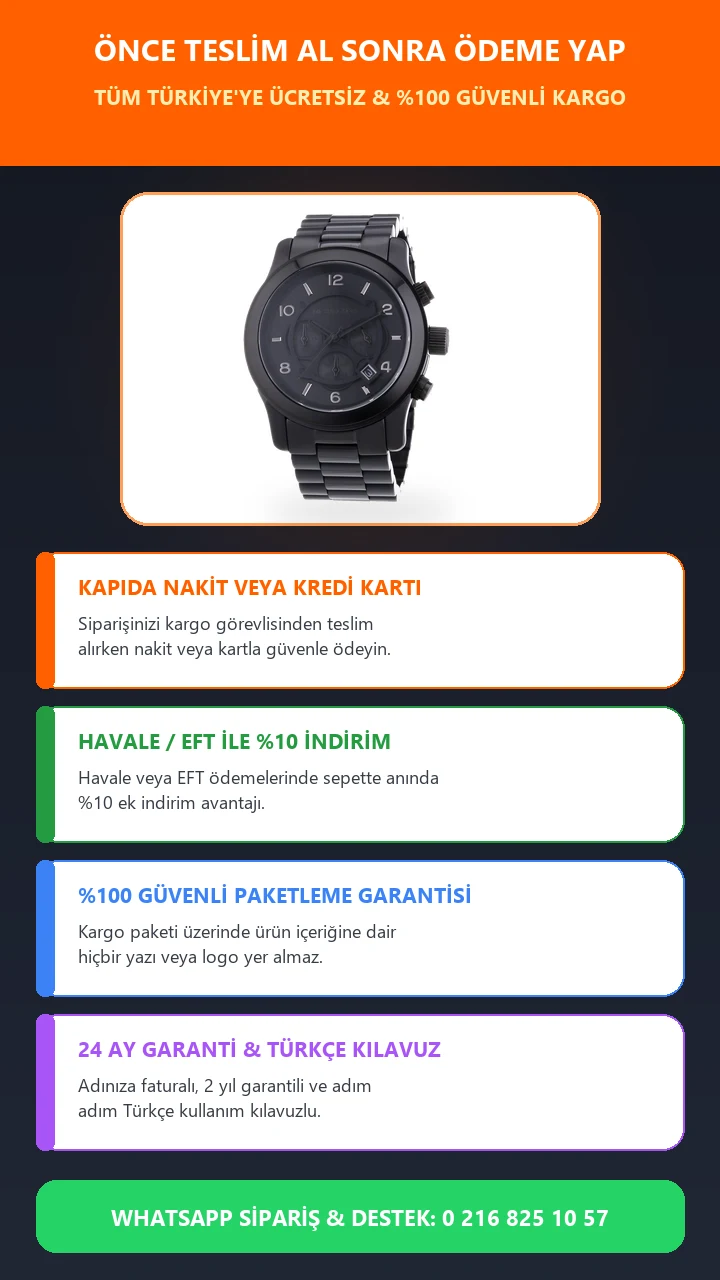 ÖNCE TESLİM AL SONRA ÖDEME YAP
TÜM TÜRKİYE'YE ÜCRETSİZ & %100 GÜVENLİ KARGO
12
10
2
8
4
6
KAPIDA NAKİT VEYA KREDİ KARTI
Siparişinizi kargo görevlisinden teslim
alırken nakit veya kartla güvenle ödeyin.
HAVALE / EFT İLE %10 İNDİRİM
Havale veya EFT ödemelerinde sepette anında
%10 ek indirim avantajı.
%100 GÜVENLİ PAKETLEME GARANTİSİ
Kargo paketi üzerinde ürün içeriğine dair
hiçbir yazı veya logo yer almaz.
24 AY GARANTİ & TÜRKÇE KILAVUZ
Adınıza faturalı, 2 yıl garantili ve adım
adım Türkçe kullanım kılavuzlu.
WHATSAPP SİPARİŞ & DESTEK: 0 216 825 10 57